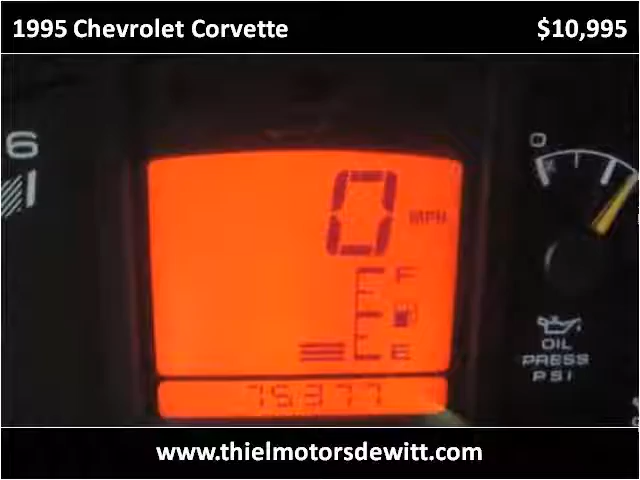 1995 Chevrolet Corvette $10,995
6
0
0 MPH
F
E
75377
OIL
PRESS
PSI
www.thielmotorsdewitt.com